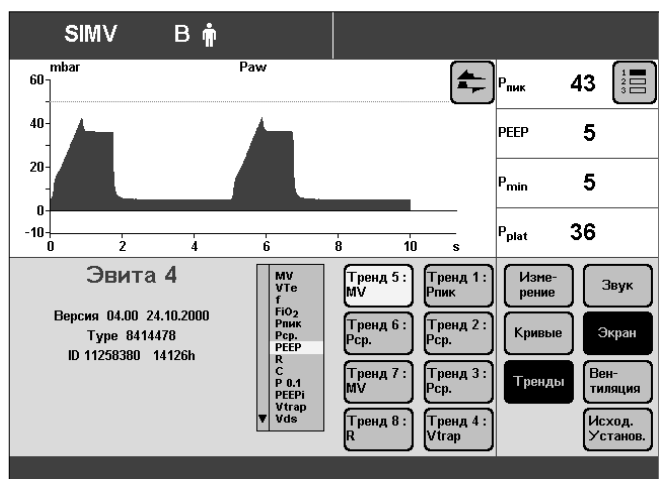 SIMV B
mbar
Paw
60
40
20
0
-10
0 2 4 6 8 10 s
Pпик 43
1
2
3
PEEP 5
Pmin 5
Pplat 36
Эвита 4
Версия 04.00 24.10.2000
Type 8414478
ID 11258380 14126h
MV
VTe
f
FiO2
Pпик
Pср.
PEEP
R
C
P 0.1
PEEPi
Vtrap
Vds
Тренд 5 :
MV
Тренд 1 :
Pпик
Тренд 6 :
Pср.
Тренд 2 :
Pср.
Тренд 7 :
MV
Тренд 3 :
Pср.
Тренд 8 :
R
Тренд 4 :
Vtrap
Изме-
рение
Звук
Кривые
Экран
Тренды
Вен-
тиляция
Исход.
Установ.